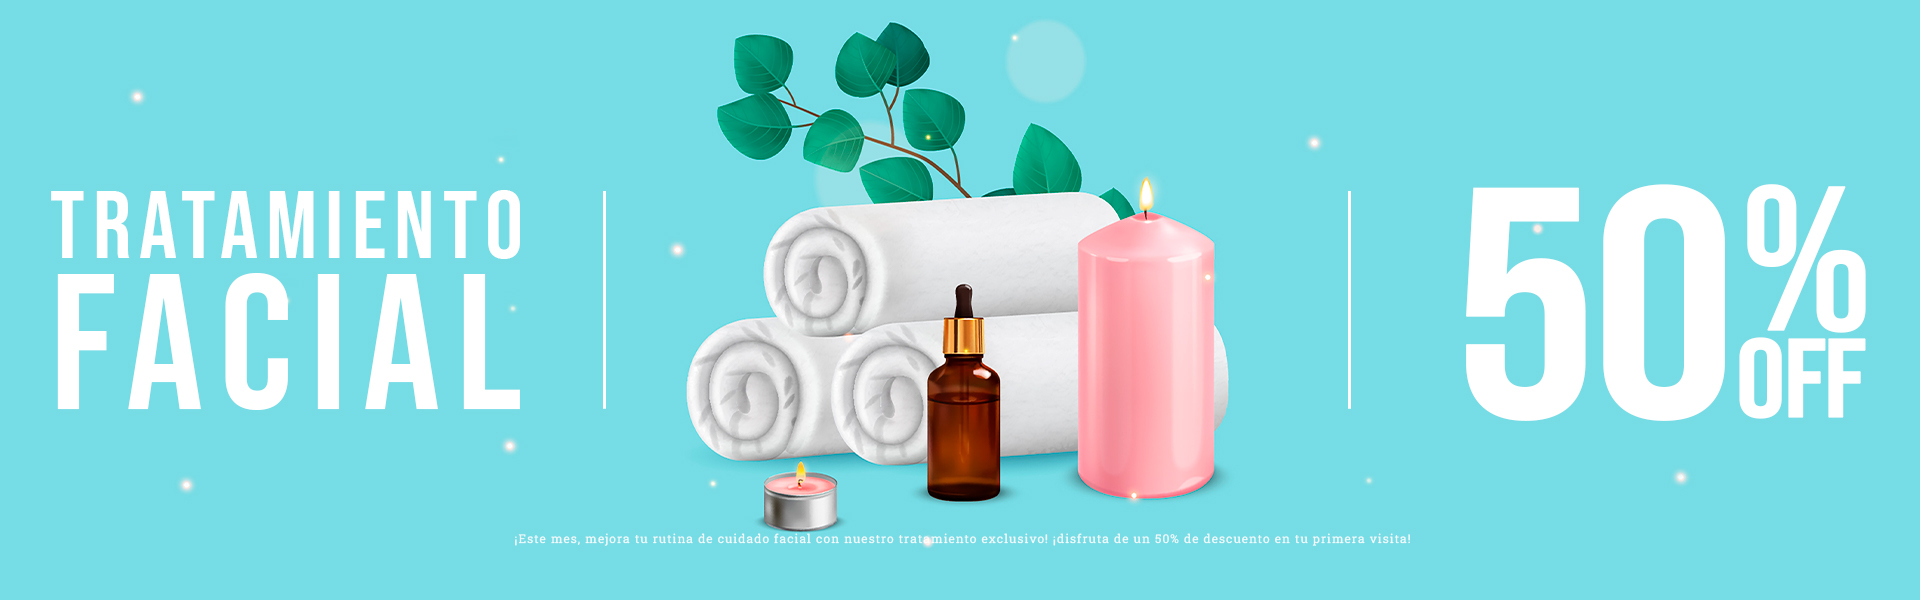 TRATAMIENTO
FACIAL
50%
OFF
¡Este mes, mejora tu rutina de cuidado facial con nuestro tratamiento exclusivo! ¡disfruta de un 50% de descuento en tu primera visita!